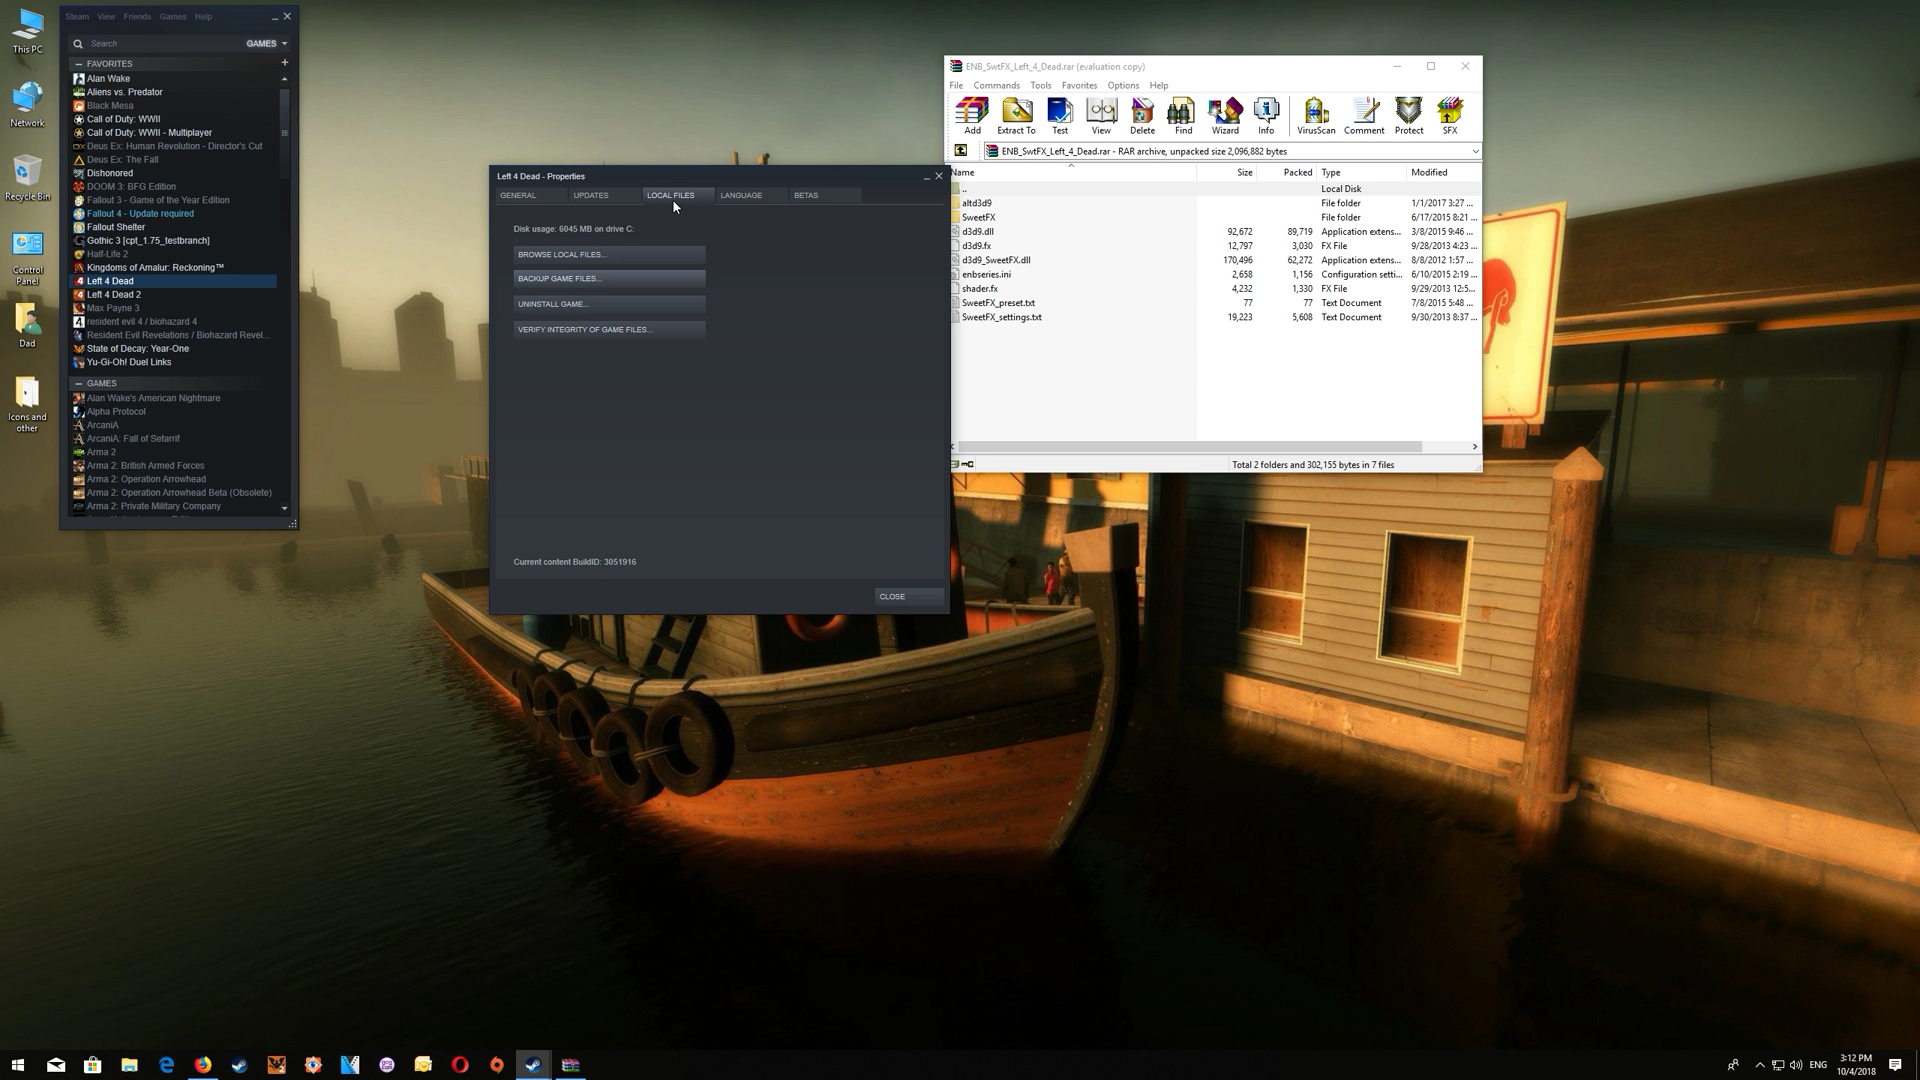 This PC
Network
Recycle Bin
Control
Panel
Dad
Icons and
other
Steam View Friends Games Help
Search GAMES
FAVORITES
Alan Wake
Aliens vs. Predator
Black Mesa
Call of Duty: WWII
Call of Duty: WWII - Multiplayer
Deus Ex: Human Revolution - Director's Cut
Deus Ex: The Fall
Dishonored
DOOM 3: BFG Edition
Fallout 3 - Game of the Year Edition
Fallout 4 - Update required
Fallout Shelter
Gothic 3 [cpt_1.75_testbranch]
Half-Life 2
Kingdoms of Amalur: Reckoning™
Left 4 Dead
Left 4 Dead 2
Max Payne 3
resident evil 4 / biohazard 4
Resident Evil Revelations / Biohazard Revel...
State of Decay: Year-One
Yu-Gi-Oh! Duel Links
GAMES
Alan Wake's American Nightmare
Alpha Protocol
ArcaniA
ArcaniA: Fall of Setarrif
Arma 2
Arma 2: British Armed Forces
Arma 2: Operation Arrowhead
Arma 2: Operation Arrowhead Beta (Obsolete)
Arma 2: Private Military Company
Left 4 Dead - Properties
GENERAL UPDATES LOCAL FILES LANGUAGE BETAS
Disk usage: 6045 MB on drive C:
BROWSE LOCAL FILES...
BACKUP GAME FILES...
UNINSTALL GAME...
VERIFY INTEGRITY OF GAME FILES...
Current content BuildID: 3051916
CLOSE
ENB_SwtFX_Left_4_Dead.rar (evaluation copy)
File Commands Tools Favorites Options Help
Add Extract To Test View Delete Find Wizard Info VirusScan Comment Protect SFX
ENB_SwtFX_Left_4_Dead.rar - RAR archive, unpacked size 2,096,882 bytes
Name Size Packed Type Modified
.. Local Disk
altd3d9 File folder 1/1/2017 3:27 ...
SweetFX File folder 6/17/2015 8:21 ...
d3d9.dll 92,672 89,719 Application extens... 3/8/2015 9:46 ...
d3d9.fx 12,797 3,030 FX File 9/28/2013 4:23 ...
d3d9_SweetFX.dll 170,496 62,272 Application extens... 8/8/2012 1:57 ...
enbseries.ini 2,658 1,156 Configuration setti... 6/10/2015 2:19 ...
shader.fx 4,232 1,330 FX File 9/29/2013 12:5...
SweetFX_preset.txt 77 77 Text Document 7/8/2015 5:48 ...
SweetFX_settings.txt 19,223 5,608 Text Document 9/30/2013 8:37 ...
Total 2 folders and 302,155 bytes in 7 files
ENG
3:12 PM
10/4/2018